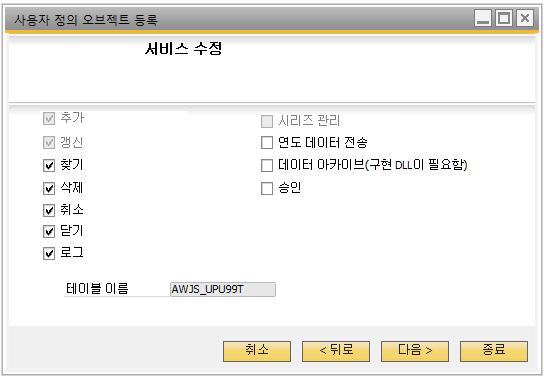 사용자 정의 오브젝트 등록
서비스 수정
추가
갱신
찾기
삭제
취소
닫기
로그
시리즈 관리
연도 데이터 전송
데이터 아카이브(구현 DLL이 필요함)
승인
테이블 이름 AWJS_UPU99T
취소 < 뒤로 다음 > 종료